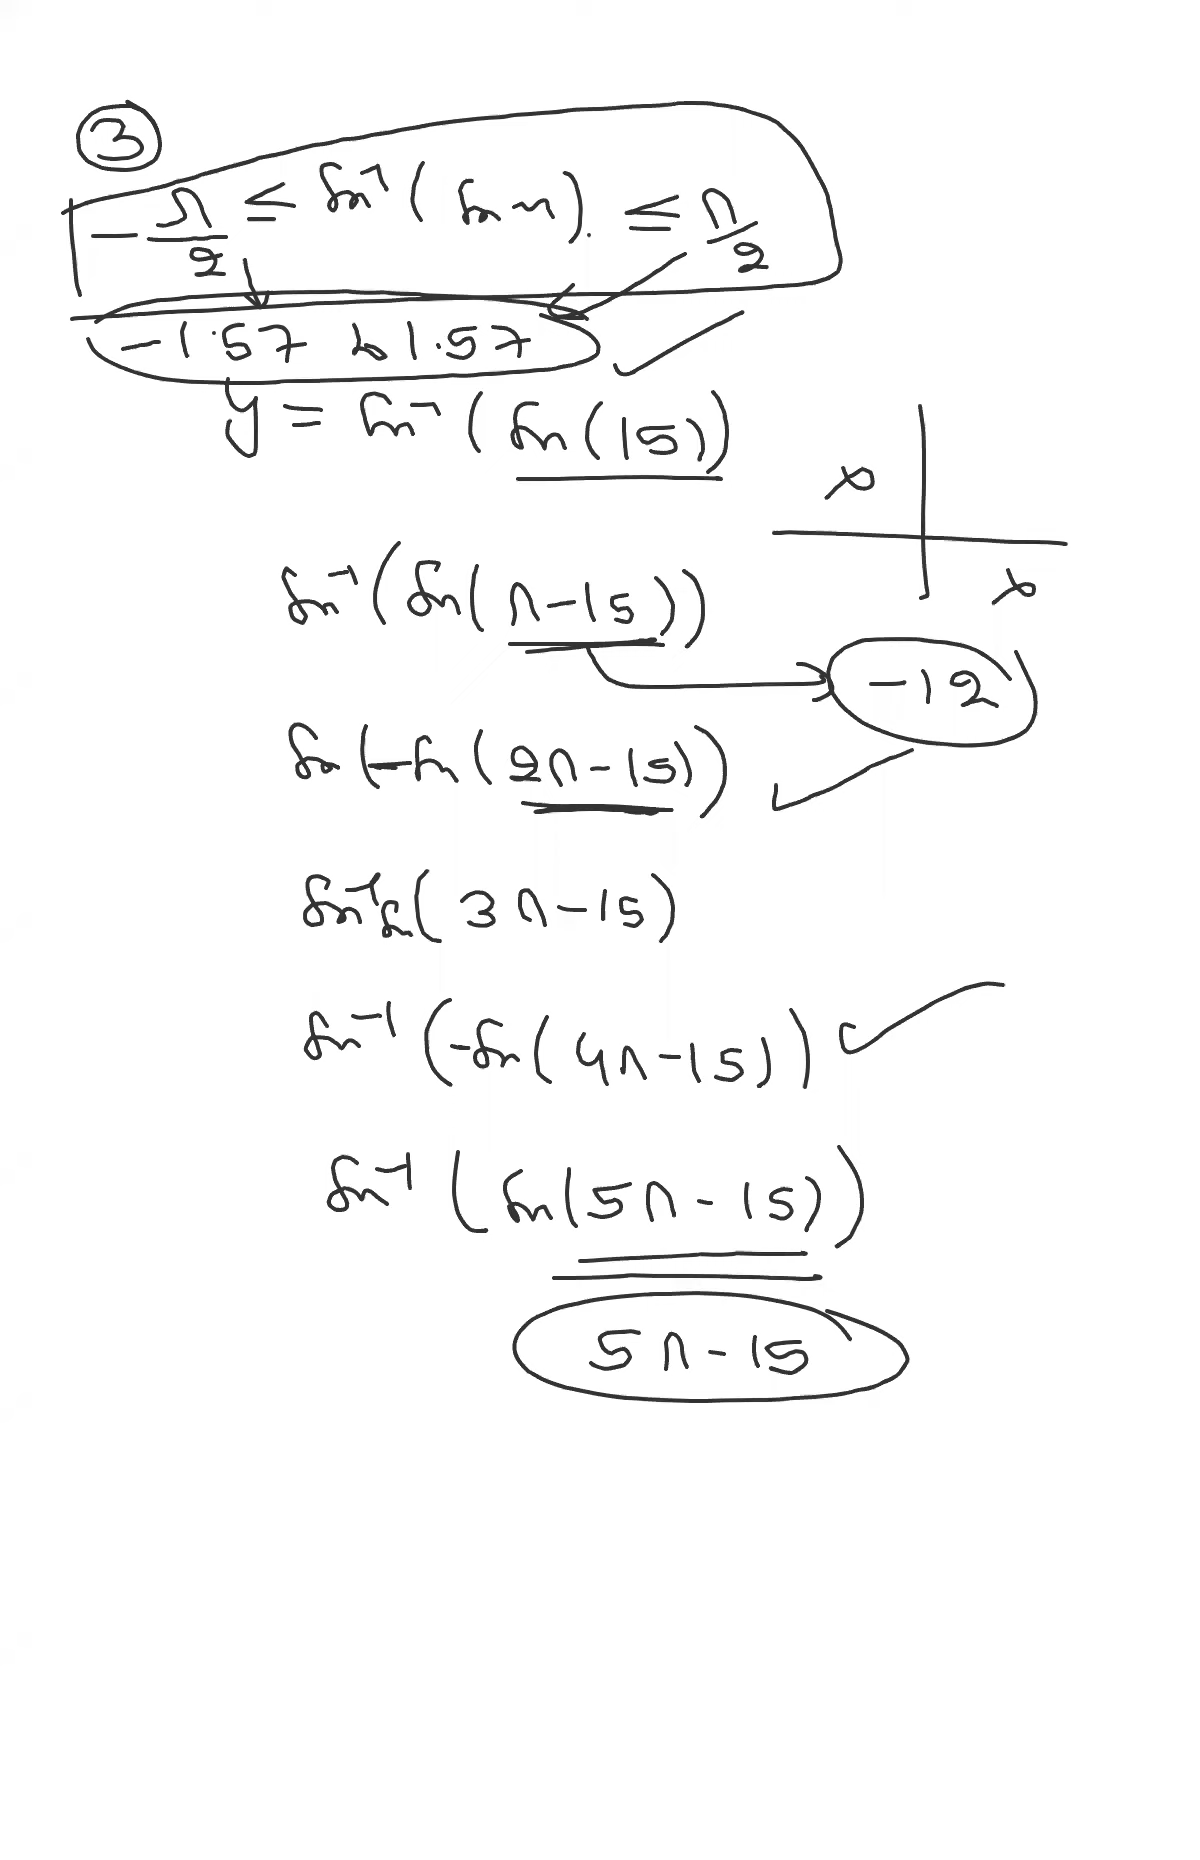 ③
-π/2 ≤ sin⁻¹(sin x). ≤ π/2
-1.57 to 1.57
y = sin⁻¹(sin(15))
sin⁻¹(sin(π-15))
-12
sin(-sin(2π-15))
sin⁻¹sin(3π-15)
sin⁻¹(-sin(4π-15))
sin⁻¹(sin(5π-15))
5π-15